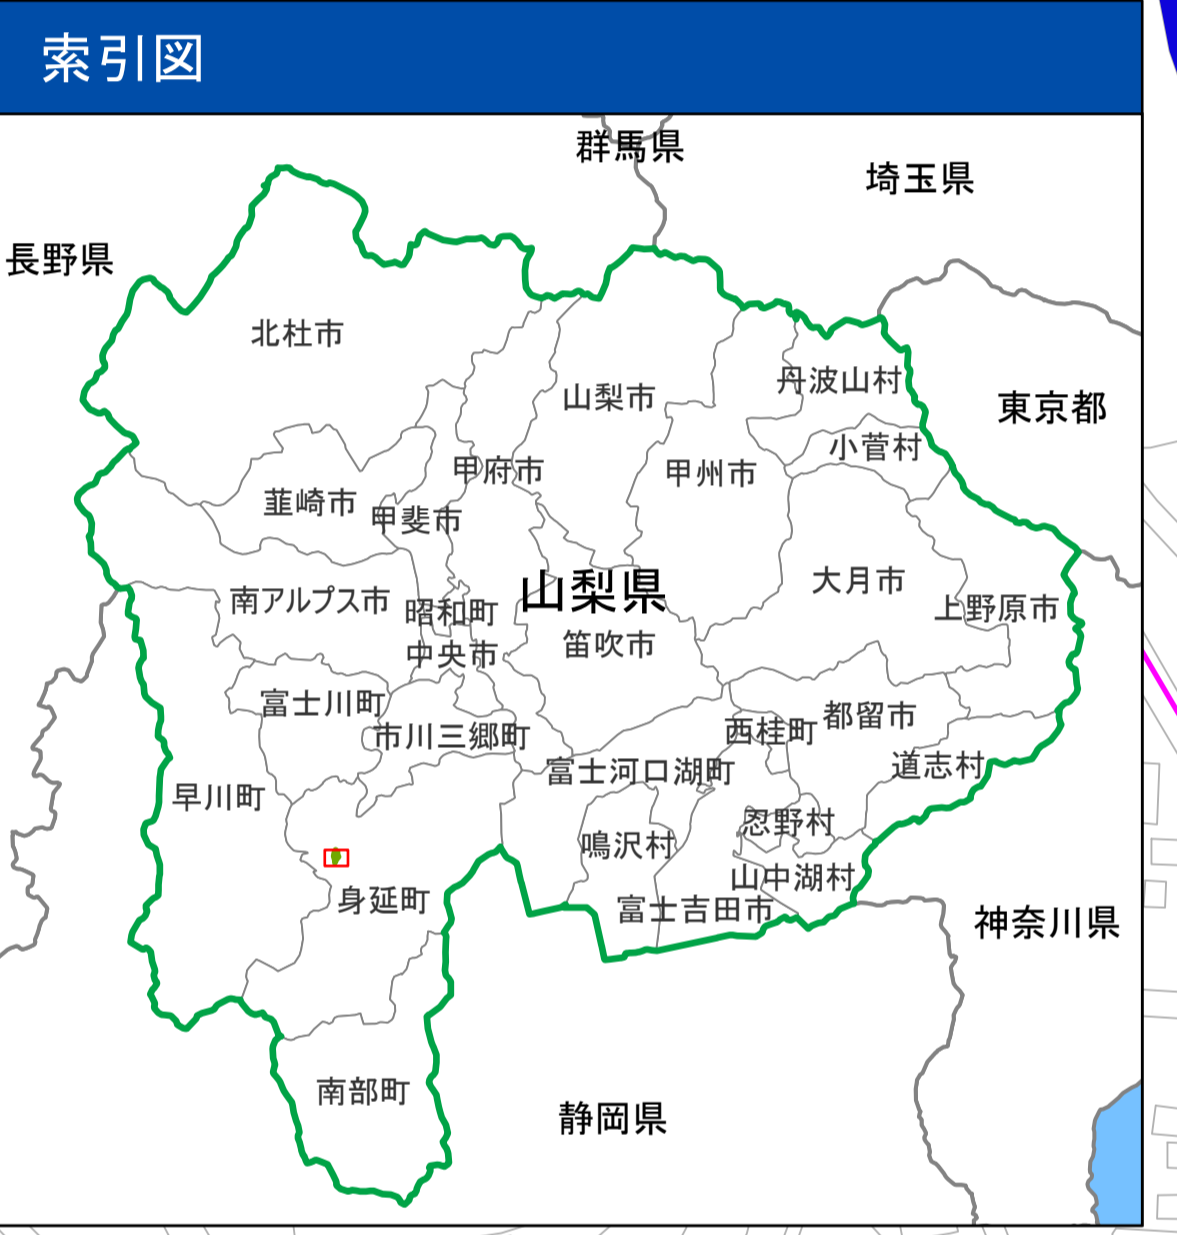 索引図
群馬県
埼玉県
長野県
北杜市
丹波山村
山梨市
東京都
小菅村
甲府市
甲州市
韮崎市
甲斐市
大月市
山梨県
南アルプス市
昭和町
上野原市
笛吹市
中央市
富士川町
都留市
西桂町
市川三郷町
道志村
富士河口湖町
早川町
忍野村
鳴沢村
山中湖村
身延町
富士吉田市
神奈川県
南部町
静岡県